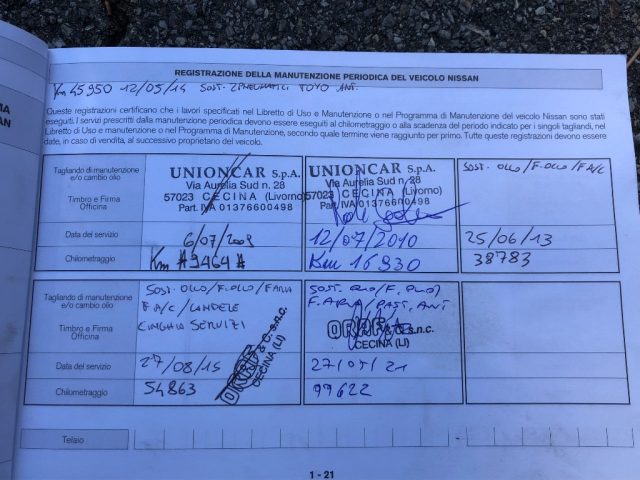 REGISTRAZIONE DELLA MANUTENZIONE PERIODICA DEL VEICOLO NISSAN
Km 45950 12/05/14 SOST. 2PNEUMATICI TOYO ANT.
Queste registrazioni certificano che i lavori specificati nel Libretto di Uso e Manutenzione o nel Programma di Manutenzione del veicolo Nissan sono stati
eseguiti. I servizi prescritti dalla manutenzione periodica devono essere eseguiti al chilometraggio o alla scadenza del periodo indicato per i singoli tagliandi, nel
Libretto di Uso e manutenzione o nel Programma di Manutenzione, secondo quale termine viene raggiunto per primo. Tutte queste registrazioni devono essere
date, in caso di vendita, al successivo proprietario del veicolo.
Tagliando di manutenzione
e/o cambio olio
Timbro e Firma
Officina
UNIONCAR S.p.A.
Via Aurelia Sud n. 28
57023 CECINA (Livorno)
Part. IVA 01376600498
UNIONCAR S.p.A.
Via Aurelia Sud n. 28
57023 CECINA (Livorno)
Part. IVA 01376600498
SOST. OLIO/F.OLIO/F A/C
Data del servizio
6/07/2009
12/07/2010
25/06/13
Chilometraggio
Km #9464#
Km 16930
38783
Tagliando di manutenzione
e/o cambio olio
Timbro e Firma
Officina
SOST. OLIO/F.OLIO/F.ARIA
F A/C/CANDELE
CINGHIA SERVIZI
& C. s.n.c.
CECINA (LI)
SOST. OLIO/F. OLIO/
F. ARIA/PAST. ANT
& C. s.n.c.
CECINA (LI)
Data del servizio
27/08/15
27/05/21
Chilometraggio
54863
99622
Telaio
1 - 21